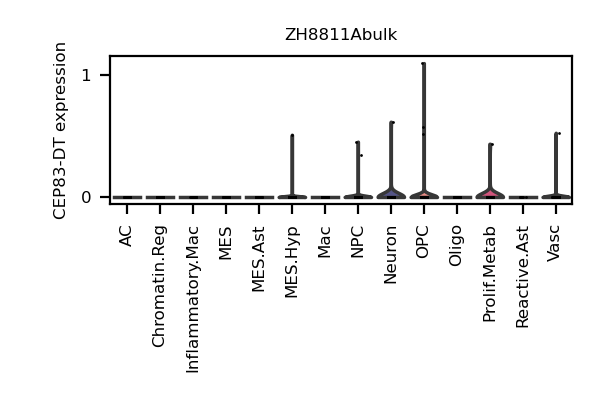 ZH8811Abulk
CEP83-DT expression
1
0
AC
Chromatin.Reg
Inflammatory.Mac
MES
MES.Ast
MES.Hyp
Mac
NPC
Neuron
OPC
Oligo
Prolif.Metab
Reactive.Ast
Vasc